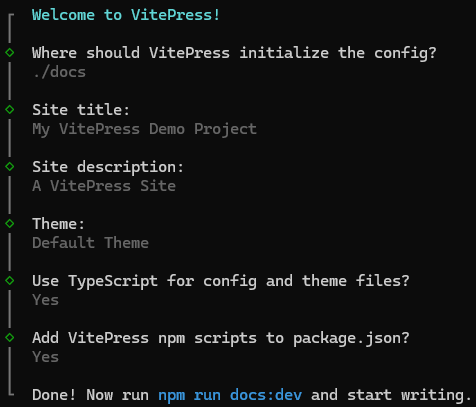 Welcome to VitePress!
Where should VitePress initialize the config?
./docs
Site title:
My VitePress Demo Project
Site description:
A VitePress Site
Theme:
Default Theme
Use TypeScript for config and theme files?
Yes
Add VitePress npm scripts to package.json?
Yes
Done! Now run npm run docs:dev and start writing.